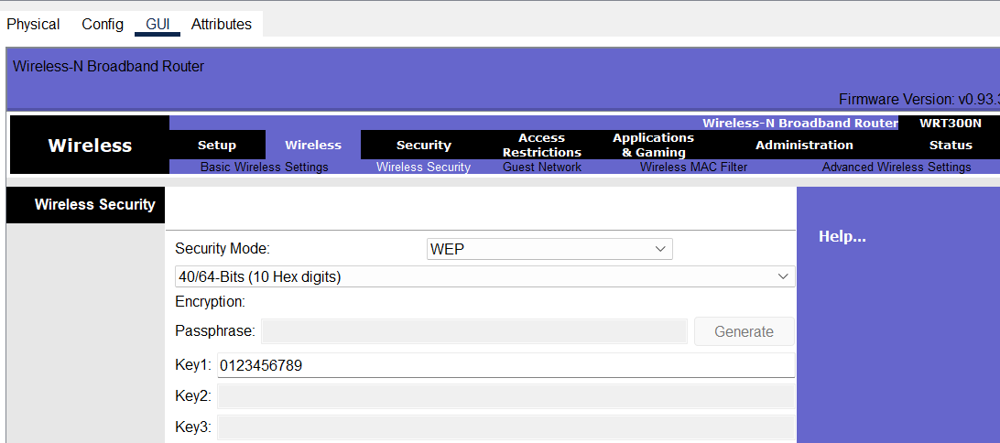 Physical Config GUI Attributes
Wireless-N Broadband Router
Firmware Version: v0.93.3
Wireless-N Broadband Router WRT300N
Wireless
Setup Wireless Security Access Restrictions Applications & Gaming Administration Status
Basic Wireless Settings Wireless Security Guest Network Wireless MAC Filter Advanced Wireless Settings
Wireless Security
Help...
Security Mode: WEP
40/64-Bits (10 Hex digits)
Encryption:
Passphrase: Generate
Key1: 0123456789
Key2:
Key3: